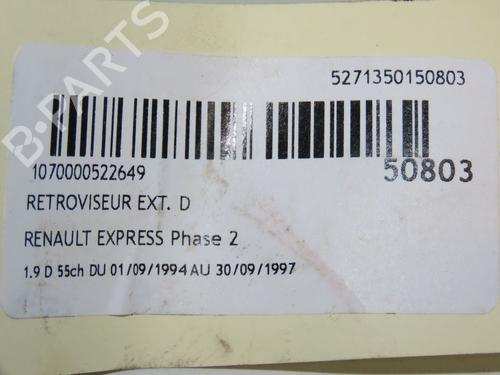 5271350150803
1070000522649
50803
RETROVISEUR EXT. D
RENAULT EXPRESS Phase 2
1.9 D 55ch DU 01/09/1994 AU 30/09/1997
B-PARTS